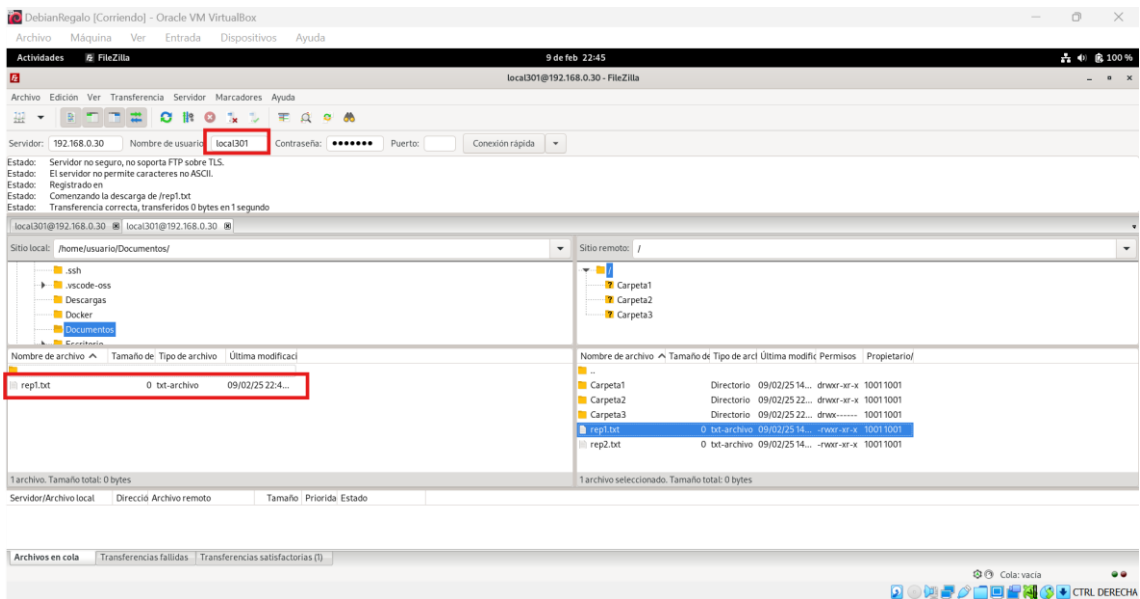 DebianRegalo [Corriendo] - Oracle VM VirtualBox
Archivo Máquina Ver Entrada Dispositivos Ayuda
Actividades FileZilla 9 de feb 22:45 100 %
local301@192.168.0.30 - FileZilla
Archivo Edición Ver Transferencia Servidor Marcadores Ayuda
Servidor: 192.168.0.30 Nombre de usuario local301 Contraseña: ●●●●●●● Puerto: Conexión rápida
Estado: Servidor no seguro, no soporta FTP sobre TLS.
Estado: El servidor no permite caracteres no ASCII.
Estado: Registrado en
Estado: Comenzando la descarga de /rep1.txt
Estado: Transferencia correcta, transferidos 0 bytes en 1 segundo
local301@192.168.0.30 local301@192.168.0.30
Sitio local: /home/usuario/Documentos/ Sitio remoto: /
.ssh /
.vscode-oss Carpeta1
Descargas Carpeta2
Docker Carpeta3
Documentos
Escritorio
Nombre de archivo Tamaño de Tipo de archivo Última modificaci Nombre de archivo Tamaño de Tipo de arcl Última modific Permisos Propietario/
..
rep1.txt 0 txt-archivo 09/02/25 22:4... Carpeta1 Directorio 09/02/25 14... drwxr-xr-x 1001 1001
Carpeta2 Directorio 09/02/25 22... drwxr-xr-x 1001 1001
Carpeta3 Directorio 09/02/25 22... drwx------ 1001 1001
rep1.txt 0 txt-archivo 09/02/25 14... -rwxr-xr-x 1001 1001
rep2.txt 0 txt-archivo 09/02/25 14... -rwxr-xr-x 1001 1001
1 archivo. Tamaño total: 0 bytes 1 archivo seleccionado. Tamaño total: 0 bytes
Servidor/Archivo local Direcció Archivo remoto Tamaño Priorida Estado
Archivos en cola Transferencias fallidas Transferencias satisfactorias (1)
Cola: vacía
CTRL DERECHA